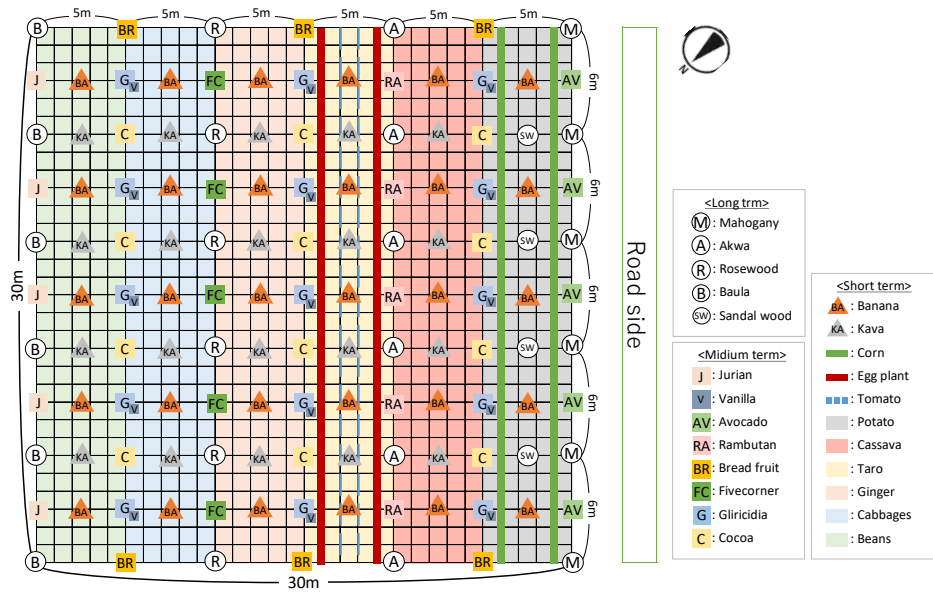 5m 5m 5m 5m 5m 5m
B BR R BR A BR M
J BA G V BA FC BA G V BA RA BA G V BA AV 6m
B KA C KA R KA C KA A KA C SW M
J BA G V BA FC BA G V BA RA BA G V BA AV 6m
B KA C KA R KA C KA A KA C SW M
J BA G V BA FC BA G V BA RA BA G V BA AV 6m
B KA C KA R KA C KA A KA C SW M
J BA G V BA FC BA G V BA RA BA G V BA AV 6m
B KA C KA R KA C KA A KA C SW M
J BA G V BA FC BA G V BA RA BA G V BA AV 6m
B BR R BR A BR M
30m
30m
Road side
N
<Long trm>
M : Mahogany
A : Akwa
R : Rosewood
B : Baula
SW : Sandal wood
<Midium term>
J : Jurian
V : Vanilla
AV : Avocado
RA : Rambutan
BR : Bread fruit
FC : Fivecorner
G : Gliricidia
C : Cocoa
<Short term>
BA : Banana
KA : Kava
: Corn
: Egg plant
: Tomato
: Potato
: Cassava
: Taro
: Ginger
: Cabbages
: Beans